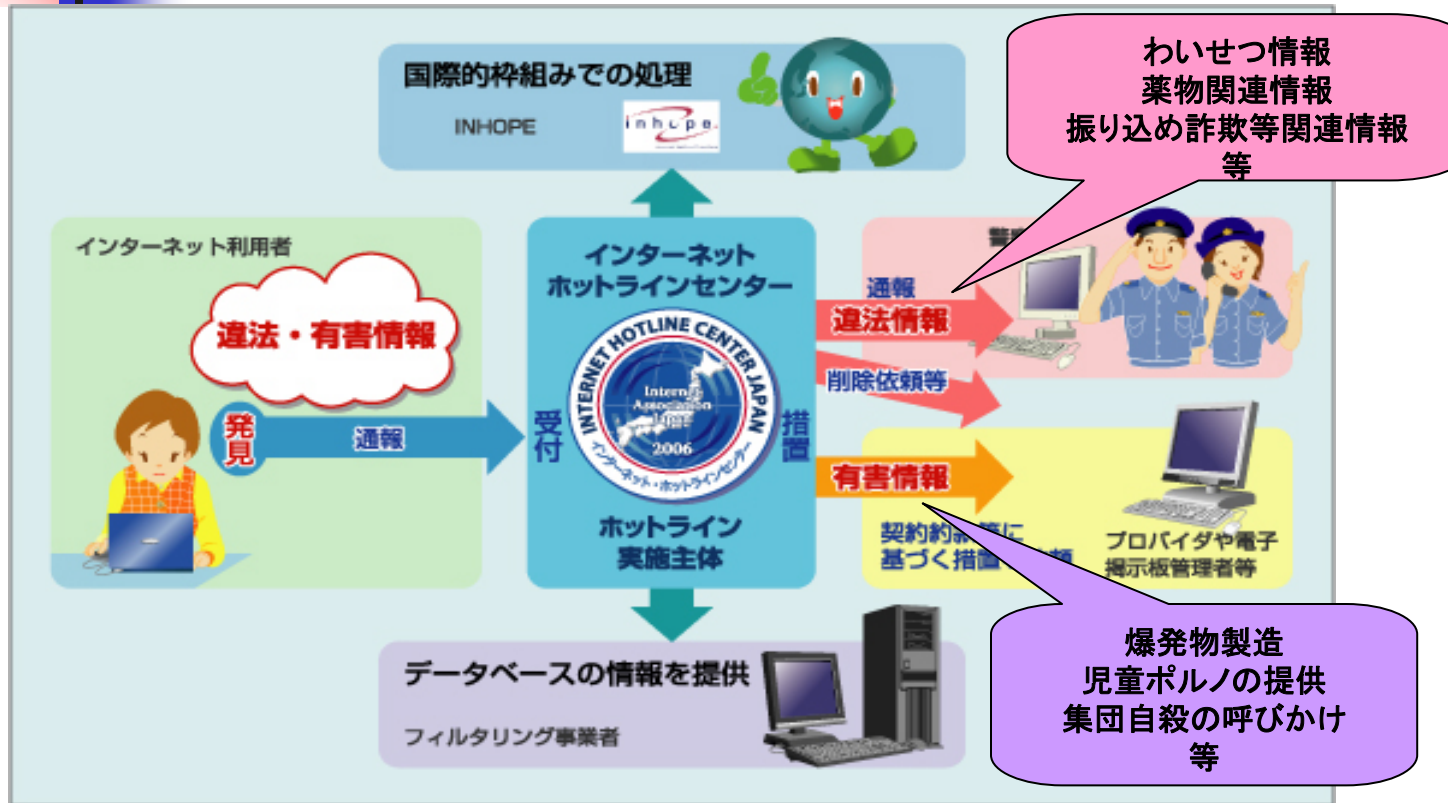 国際的枠組みでの処理
INHOPE
inhope.
わいせつ情報
薬物関連情報
振り込め詐欺等関連情報
等
インターネット利用者
違法・有害情報
発見
通報
受付
インターネット
ホットラインセンター
INTERNET HOTLINE CENTER JAPAN
Internet
Association
Japan
2006
インターネット・ホットラインセンター
措置
ホットライン
実施主体
通報
違法情報
削除依頼等
有害情報
契約約
基づく措置
プロバイダや電子
掲示板管理者等
データベースの情報を提供
フィルタリング事業者
爆発物製造
児童ポルノの提供
集団自殺の呼びかけ
等